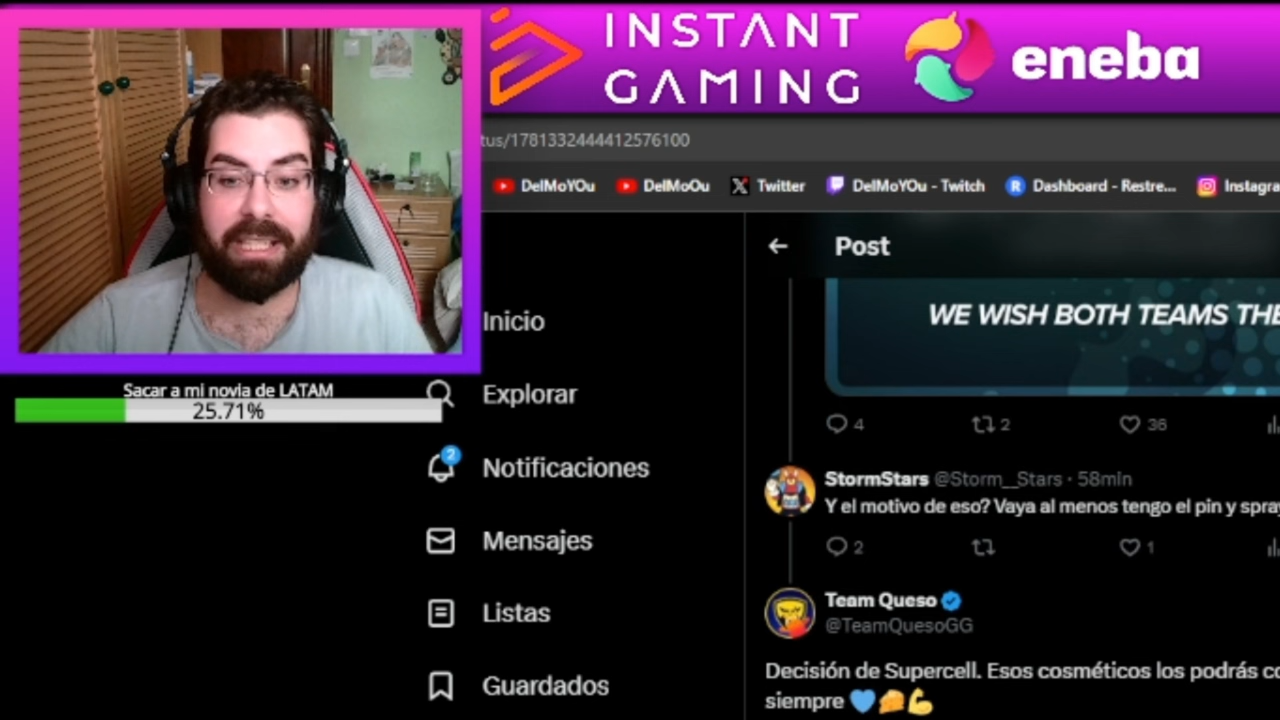 INSTANT
GAMING
eneba
tus/1781332444412576100
DelMoYOu
DelMoOu
Twitter
DelMoYOu - Twitch
Dashboard - Restre...
Instagra
Post
Inicio
WE WISH BOTH TEAMS THE
Sacar a mi novia de LATAM
25.71%
Explorar
4
2
36
2
Notificaciones
StormStars @Storm__Stars · 58min
Y el motivo de eso? Vaya al menos tengo el pin y spray
2
1
Mensajes
Listas
Team Queso
@TeamQuesoGG
Guardados
Decisión de Supercell. Esos cosméticos los podrás co
siempre 💙🧀💪